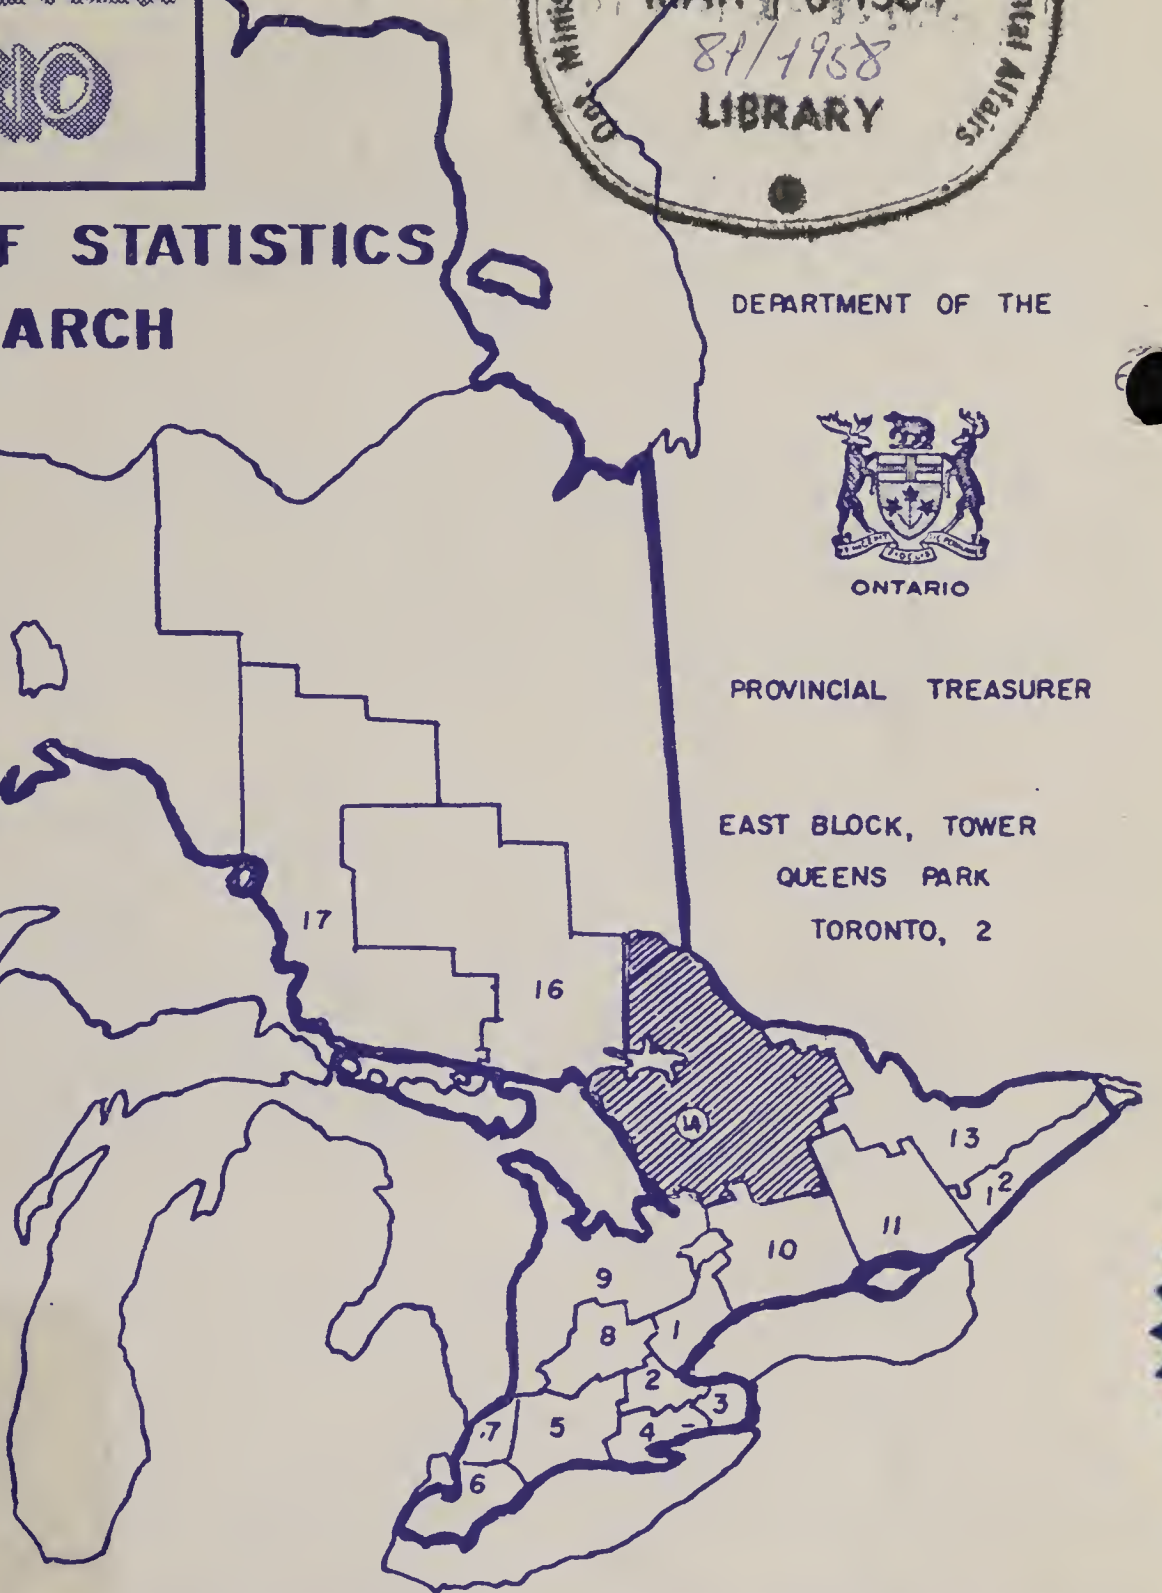 IO
81/1958
LIBRARY
F STATISTICS
ARCH
DEPARTMENT OF THE
ONTARIO
PROVINCIAL TREASURER
EAST BLOCK, TOWER
QUEENS PARK
TORONTO, 2
17
16
14
13
12
11
10
9
8
1
2
3
7
5
4
6